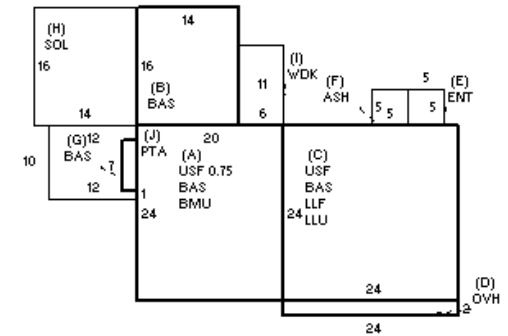 (H)
SOL
16
14
14
16
(B)
BAS
11
6
(I)
WDK
(F)
ASH
5
5
5
5
(E)
ENT
10
(G) 12
BAS
7
12
(J)
PTA
1
24
20
(A)
USF 0.75
BAS
BMU
(C)
USF
BAS
LLF
LLU
24
24
(D)
OVH
2
24